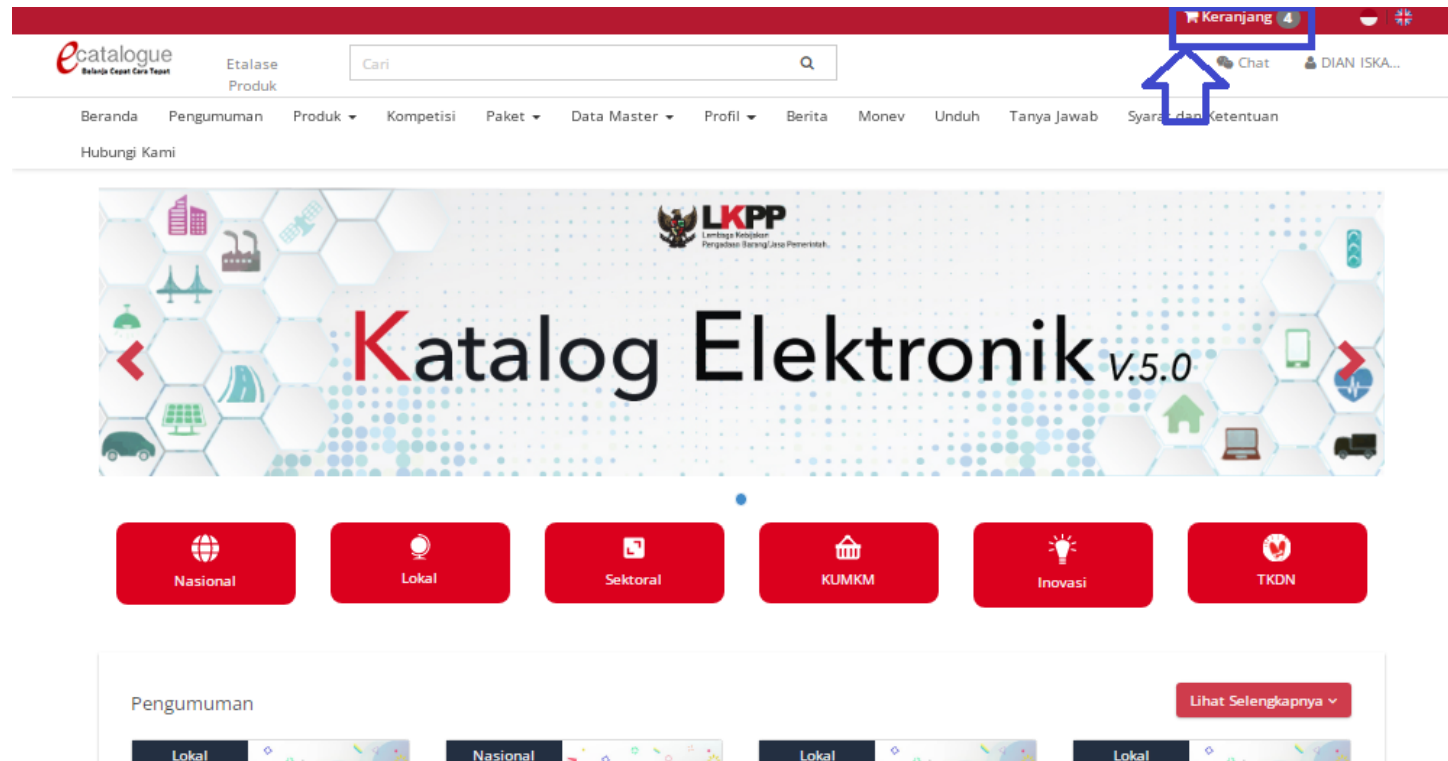 Keranjang 4
ecatalogue
Belanja Cepat Cara Tepat
Etalase
Produk
Cari
Chat
DIAN ISKA...
Beranda Pengumuman Produk Kompetisi Paket Data Master Profil Berita Monev Unduh Tanya Jawab Syarat dan Ketentuan
Hubungi Kami
LKPP
Lembaga Kebijakan
Pengadaan Barang/Jasa Pemerintah
Katalog Elektronik V.5.0
Nasional
Lokal
Sektoral
KUMKM
Inovasi
TKDN
Pengumuman
Lihat Selengkapnya
Lokal
Nasional
Lokal
Lokal